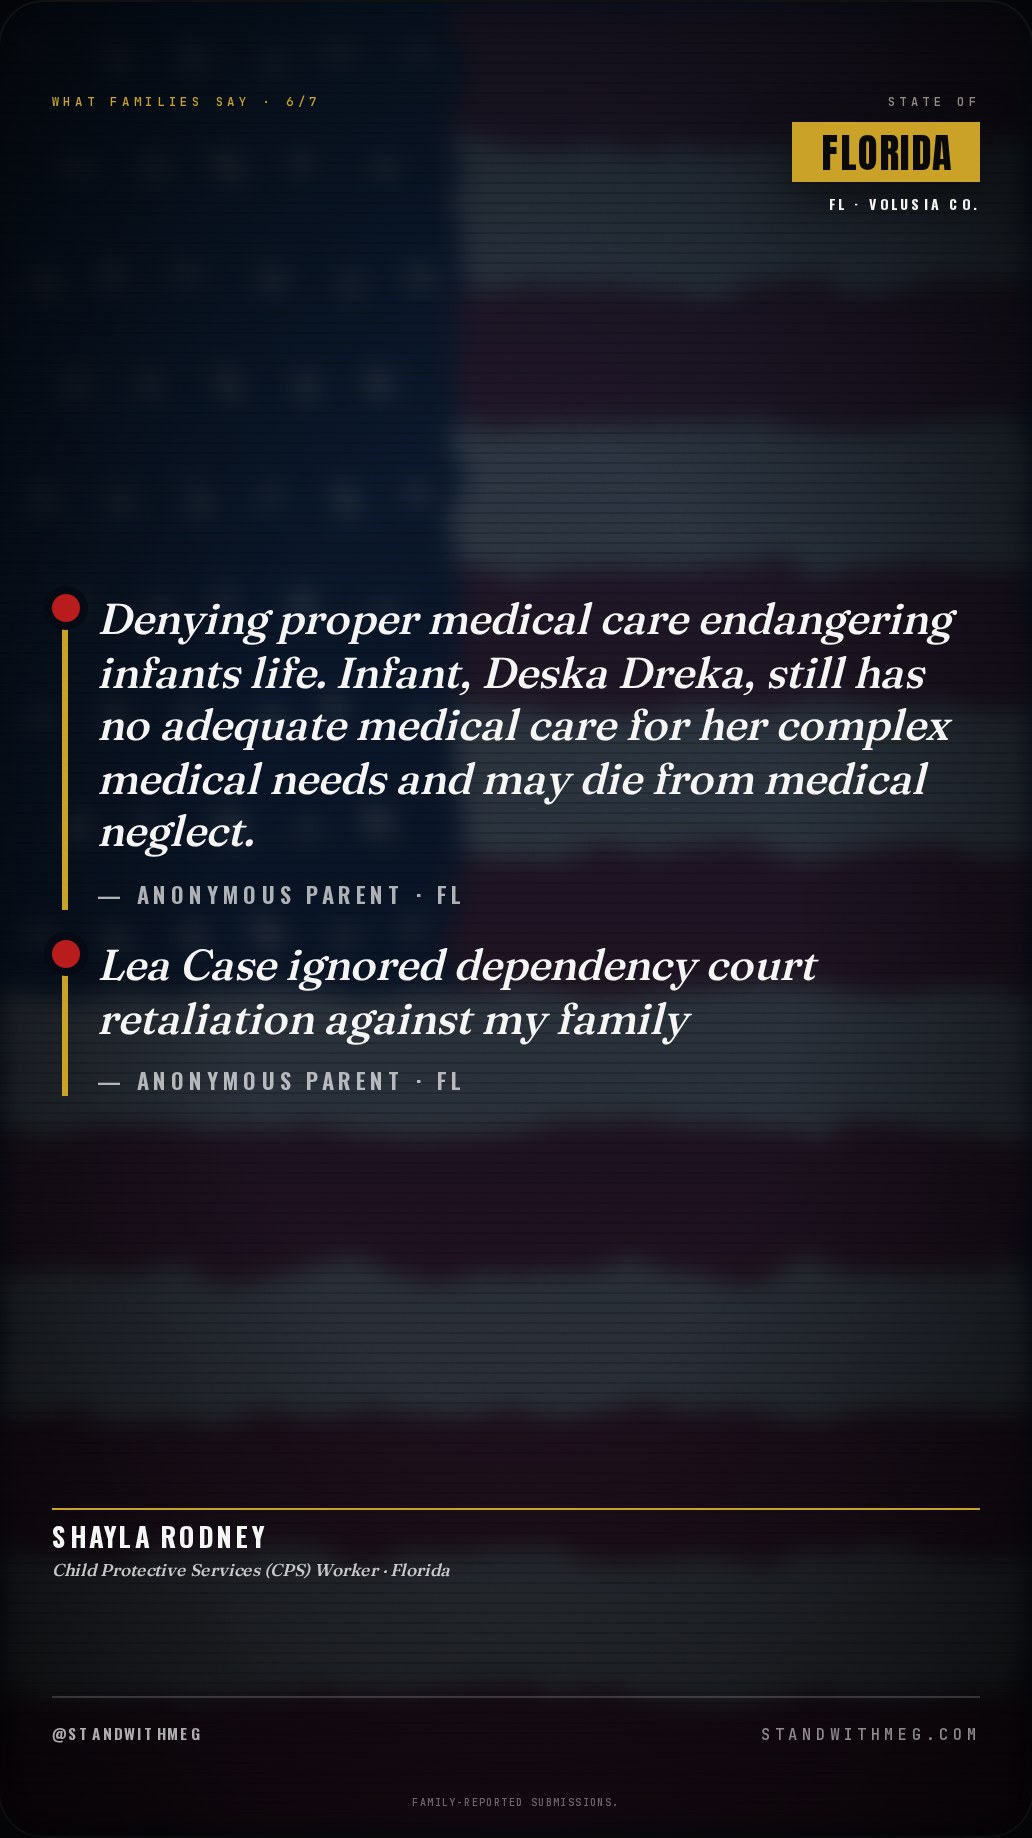 WHAT FAMILIES SAY · 6/7
STATE OF
FLORIDA
FL · VOLUSIA CO.
Denying proper medical care endangering
infants life. Infant, Deska Dreka, still has
no adequate medical care for her complex
medical needs and may die from medical
neglect.
— ANONYMOUS PARENT · FL
Lea Case ignored dependency court
retaliation against my family
— ANONYMOUS PARENT · FL
SHAYLA RODNEY
Child Protective Services (CPS) Worker · Florida
@STANDWITHMEG
STANDWITHMEG.COM
FAMILY-REPORTED SUBMISSIONS.